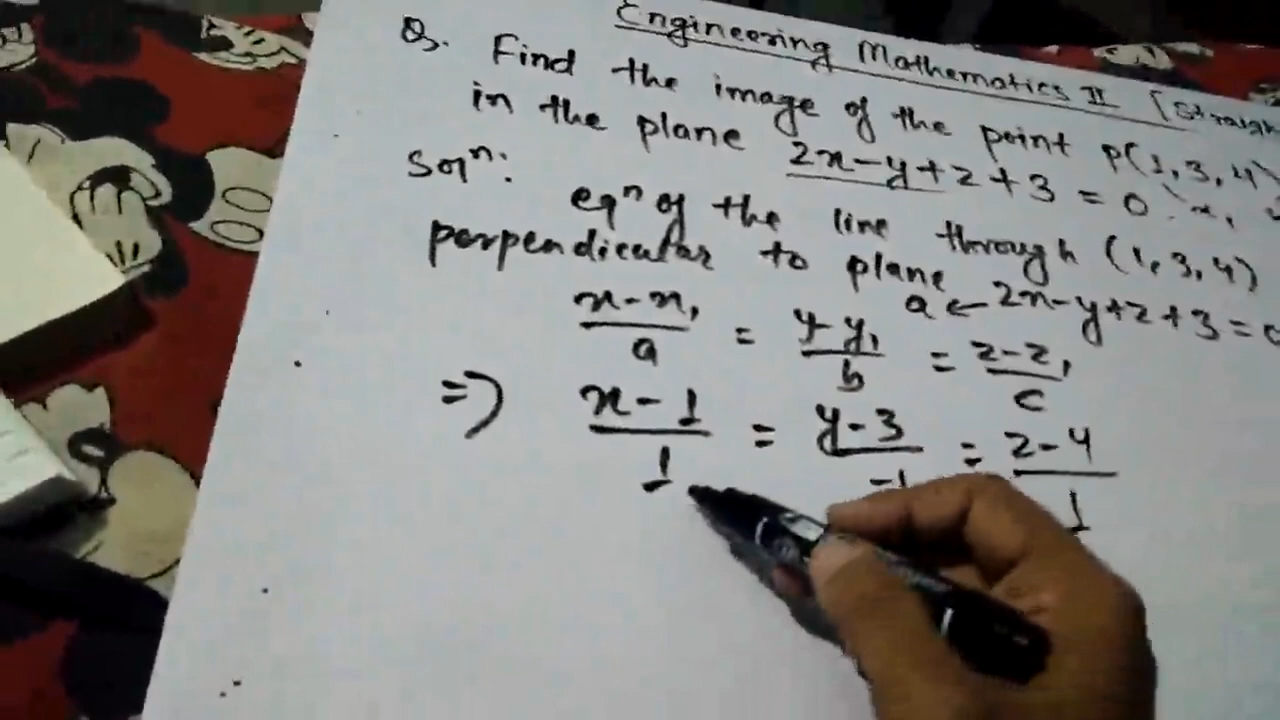 Engineering Mathematics II [Straigh
Q. Find the image of the point P(1,3,4)
in the plane 2x-y+z+3=0.
Solⁿ: eqⁿ of the line through (1,3,4)
perpendicular to plane
a ← 2x-y+z+3=0
x-x₁/a = y-y₁/b = z-z₁/c
=> x-1/1 = y-3/-1 = z-4/1